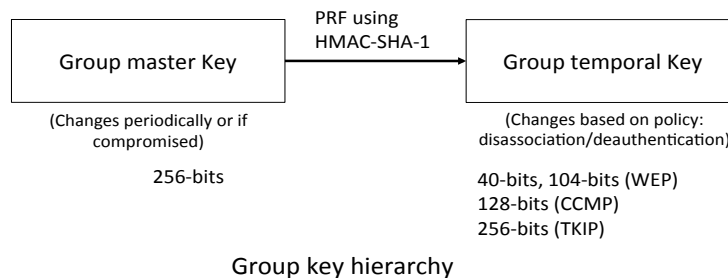 PRF using
HMAC-SHA-1
Group master Key
Group temporal Key
(Changes periodically or if
compromised)
(Changes based on policy:
disassociation/deauthentication)
256-bits
40-bits, 104-bits (WEP)
128-bits (CCMP)
256-bits (TKIP)
Group key hierarchy